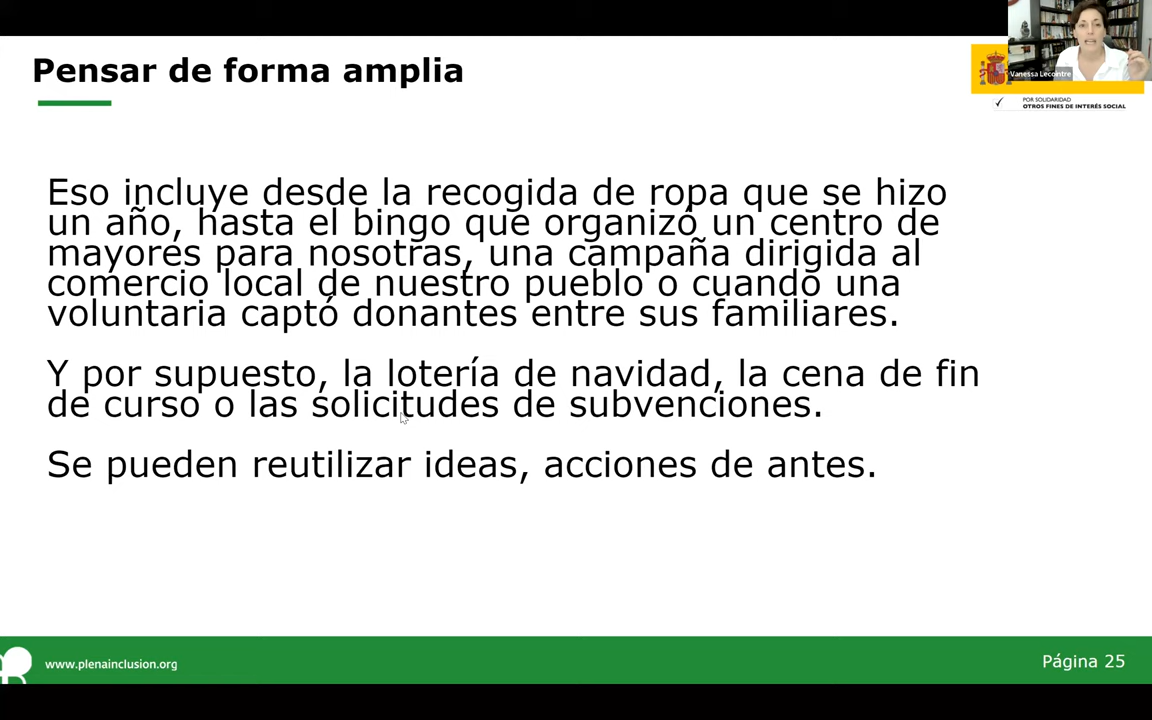 Pensar de forma amplia
Vanessa Lecointre
POR SOLIDARIDAD
OTROS FINES DE INTERÉS SOCIAL
Eso incluye desde la recogida de ropa que se hizo
un año, hasta el bingo que organizó un centro de
mayores para nosotras, una campaña dirigida al
comercio local de nuestro pueblo o cuando una
voluntaria captó donantes entre sus familiares.
Y por supuesto, la lotería de navidad, la cena de fin
de curso o las solicitudes de subvenciones.
Se pueden reutilizar ideas, acciones de antes.
www.plenainclusion.org
Página 25